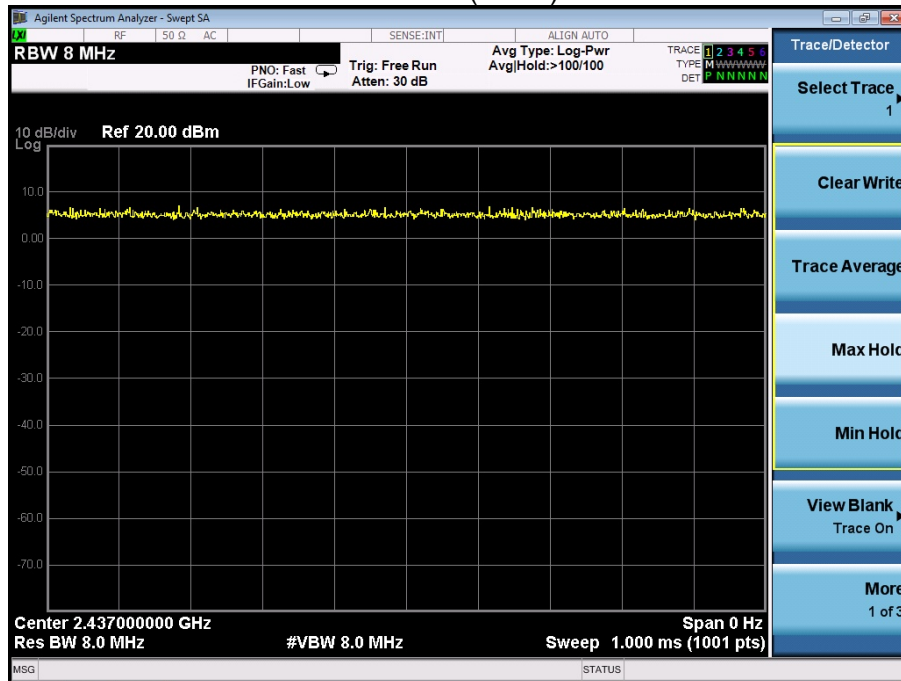 Agilent Spectrum Analyzer - Swept SA
LXI RF 50 Ω AC SENSE:INT ALIGN AUTO
RBW 8 MHz
PNO: Fast
IFGain:Low
Trig: Free Run
Atten: 30 dB
Avg Type: Log-Pwr
Avg|Hold:>100/100
TRACE 1 2 3 4 5 6
TYPE M WWWWW
DET P N N N N N
Trace/Detector
Select Trace
1
Clear Write
Trace Average
Max Hold
Min Hold
View Blank
Trace On
More
1 of 3
10 dB/div Ref 20.00 dBm
Log
10.0
0.00
-10.0
-20.0
-30.0
-40.0
-50.0
-60.0
-70.0
Center 2.437000000 GHz Span 0 Hz
Res BW 8.0 MHz #VBW 8.0 MHz Sweep 1.000 ms (1001 pts)
MSG STATUS